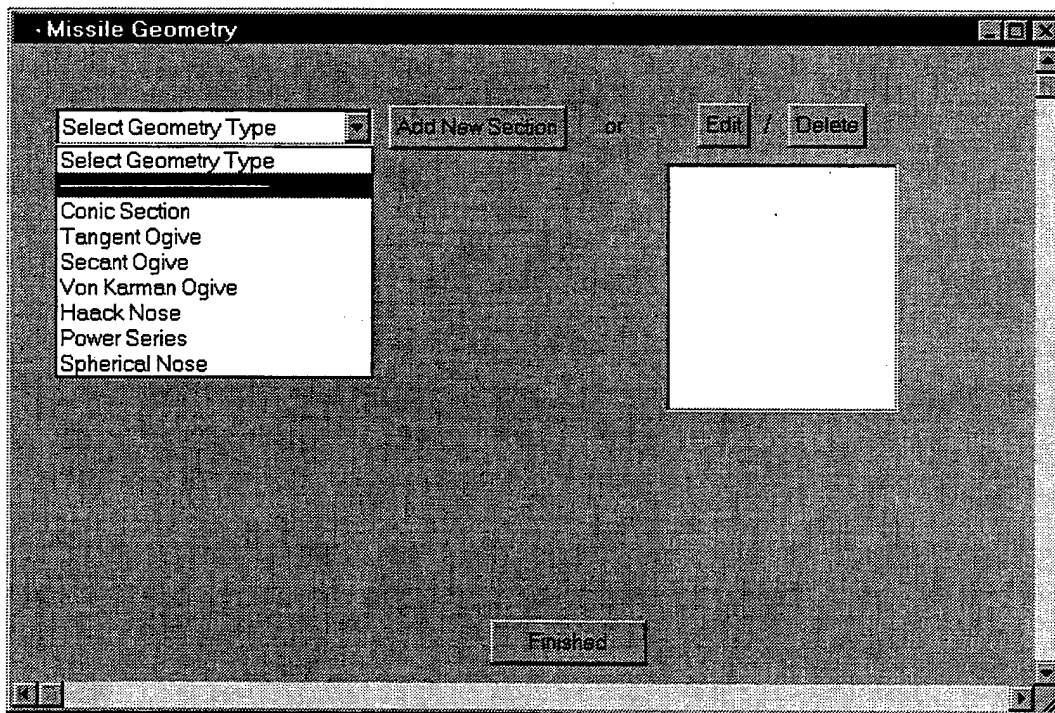 Missile Geometry
Select Geometry Type
Add New Section or Edit / Delete
Select Geometry Type
Conic Section
Tangent Ogive
Secant Ogive
Von Karman Ogive
Haack Nose
Power Series
Spherical Nose
Finished